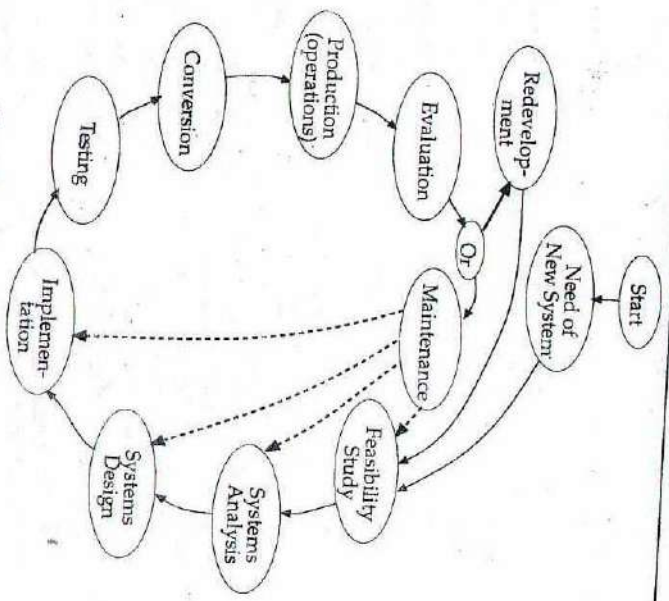 Start
Need of
New System
Redevelop-
ment
Or
Evaluation
Maintenance
Production
(operations)
Feasibility
Study
Conversion
Systems
Analysis
Testing
Systems
Design
Implemen-
tation